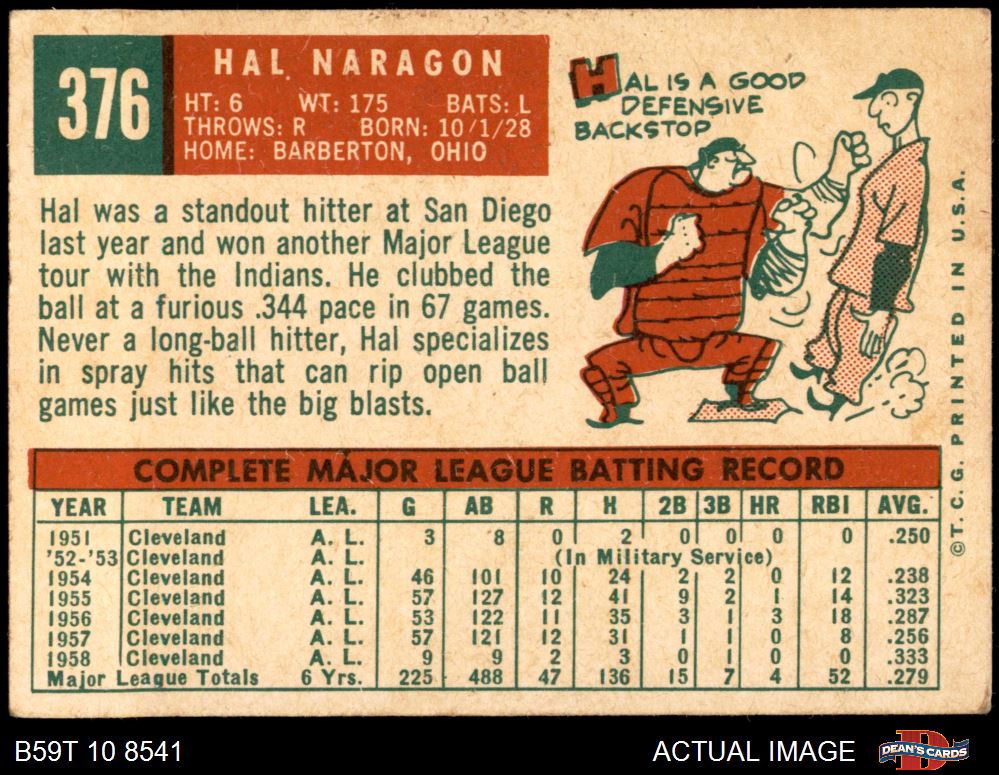 376
HAL NARAGON
HT: 6 WT: 175 BATS: L
THROWS: R BORN: 10/1/28
HOME: BARBERTON, OHIO
HAL IS A GOOD
DEFENSIVE
BACKSTOP
Hal was a standout hitter at San Diego
last year and won another Major League
tour with the Indians. He clubbed the
ball at a furious .344 pace in 67 games.
Never a long-ball hitter, Hal specializes
in spray hits that can rip open ball
games just like the big blasts.
©T. C. G. PRINTED IN U.S.A.
COMPLETE MAJOR LEAGUE BATTING RECORD
YEAR TEAM LEA. G AB R H 2B 3B HR RBI AVG.
1951 Cleveland A. L. 3 8 0 2 0 0 0 0 .250
'52-'53 Cleveland A. L. (In Military Service)
1954 Cleveland A. L. 46 101 10 24 2 2 0 12 .238
1955 Cleveland A. L. 57 127 12 41 9 2 1 14 .323
1956 Cleveland A. L. 53 122 11 35 3 1 3 18 .287
1957 Cleveland A. L. 57 121 12 31 1 1 0 8 .256
1958 Cleveland A. L. 9 9 2 3 0 1 0 0 .333
Major League Totals 6 Yrs. 225 488 47 136 15 7 4 52 .279
B59T 10 8541 ACTUAL IMAGE DEAN'S CARDS